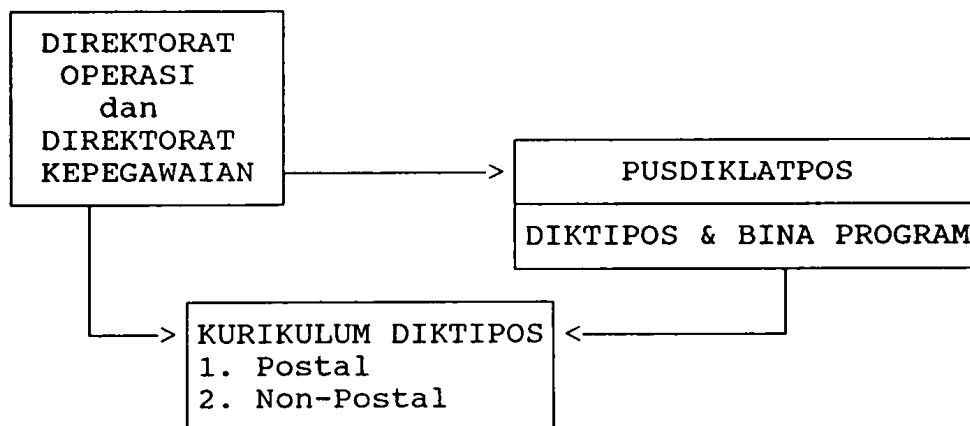 DIREKTORAT
OPERASI
dan
DIREKTORAT
KEPEGAWAIAN
PUSDIKLATPOS
DIKTIPOS & BINA PROGRAM
KURIKULUM DIKTIPOS
1. Postal
2. Non-Postal